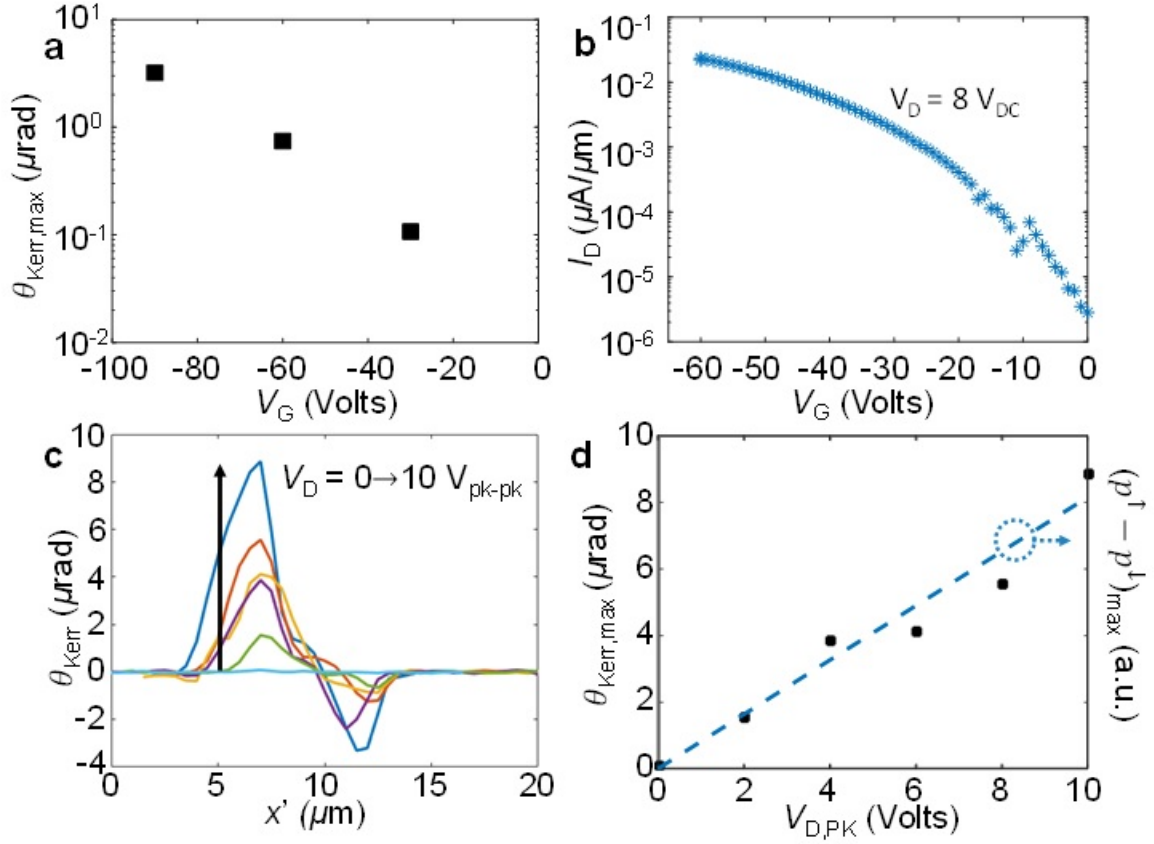 a
10¹
10⁰
10⁻¹
10⁻²
θKerr,max (μrad)
-100 -80 -60 -40 -20 0
VG (Volts)
b
10⁻¹
10⁻²
10⁻³
10⁻⁴
10⁻⁵
10⁻⁶
ID (μA/μm)
VD = 8 VDC
-60 -50 -40 -30 -20 -10 0
VG (Volts)
c
10
8
6
4
2
0
-2
-4
θKerr (μrad)
VD = 0→10 Vpk-pk
0 5 10 15 20
x' (μm)
d
10
8
6
4
2
0
θKerr,max (μrad)
(p↑ − p↓)max (a.u.)
0 2 4 6 8 10
VD,PK (Volts)